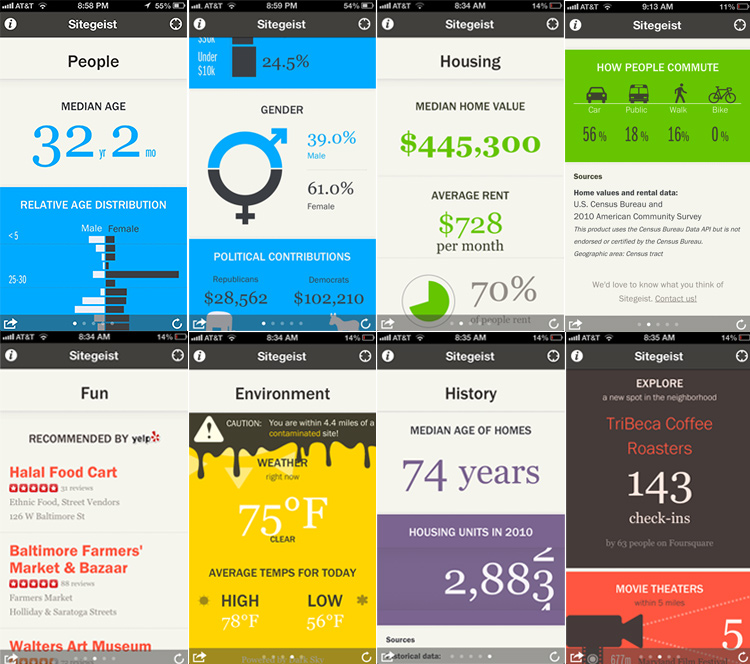 AT&T 8:58 PM 55%
Sitegeist
People
MEDIAN AGE
32 yr 2 mo
RELATIVE AGE DISTRIBUTION
Male Female
< 5
25-30
AT&T 8:59 PM 54%
Sitegeist
$30k
Under
$10k
24.5%
GENDER
39.0%
Male
61.0%
Female
POLITICAL CONTRIBUTIONS
Republicans Democrats
$28,562 $102,210
AT&T 8:34 AM 14%
Sitegeist
Housing
MEDIAN HOME VALUE
$445,300
AVERAGE RENT
$728
per month
70%
of people rent
AT&T 9:13 AM 11%
Sitegeist
HOW PEOPLE COMMUTE
Car Public Walk Bike
56 % 18 % 16% 0 %
Sources
Home values and rental data:
U.S. Census Bureau and
2010 American Community Survey
This product uses the Census Bureau Data API but is not
endorsed or certified by the Census Bureau.
Geographic area: Census tract
We'd love to know what you think of
Sitegeist. Contact us!
AT&T 8:34 AM 14%
Sitegeist
Fun
RECOMMENDED BY yelp
Halal Food Cart
31 reviews
Ethnic Food, Street Vendors
126 W Baltimore St
Baltimore Farmers'
Market & Bazaar
88 reviews
Farmers Market
Holliday & Saratoga Streets
Walters Art Museum
AT&T 8:34 AM 14%
Sitegeist
Environment
CAUTION: You are within 4.4 miles of a
contaminated site!
WEATHER
right now
75°F
CLEAR
AVERAGE TEMPS FOR TODAY
HIGH LOW
78°F 56°F
AT&T 8:35 AM 14%
Sitegeist
History
MEDIAN AGE OF HOMES
74 years
HOUSING UNITS IN 2010
2,883
Sources
Historical data:
AT&T 8:35 AM 14%
Sitegeist
EXPLORE
a new spot in the neighborhood
TriBeca Coffee
Roasters
143
check-ins
by 63 people on Foursquare
MOVIE THEATERS
within 5 miles
5
677m